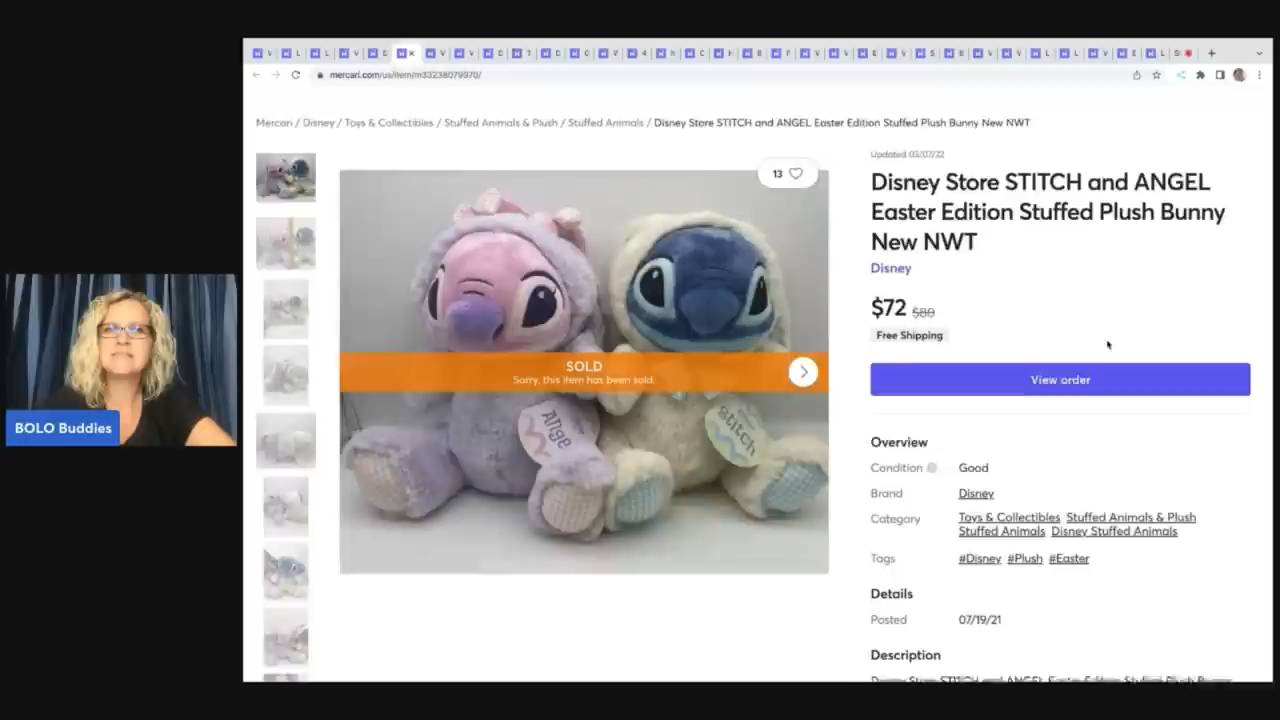 mercari.com/us/item/m33238079970/
Mercari / Disney / Toys & Collectibles / Stuffed Animals & Plush / Stuffed Animals / Disney Store STITCH and ANGEL Easter Edition Stuffed Plush Bunny New NWT
Updated 03/07/22
13
Disney Store STITCH and ANGEL
Easter Edition Stuffed Plush Bunny
New NWT
Disney
$72 $80
Free Shipping
SOLD
Sorry, this item has been sold.
View order
Ange
Stitch
BOLO Buddies
Overview
Condition Good
Brand Disney
Category Toys & Collectibles Stuffed Animals & Plush
Stuffed Animals Disney Stuffed Animals
Tags #Disney #Plush #Easter
Details
Posted 07/19/21
Description